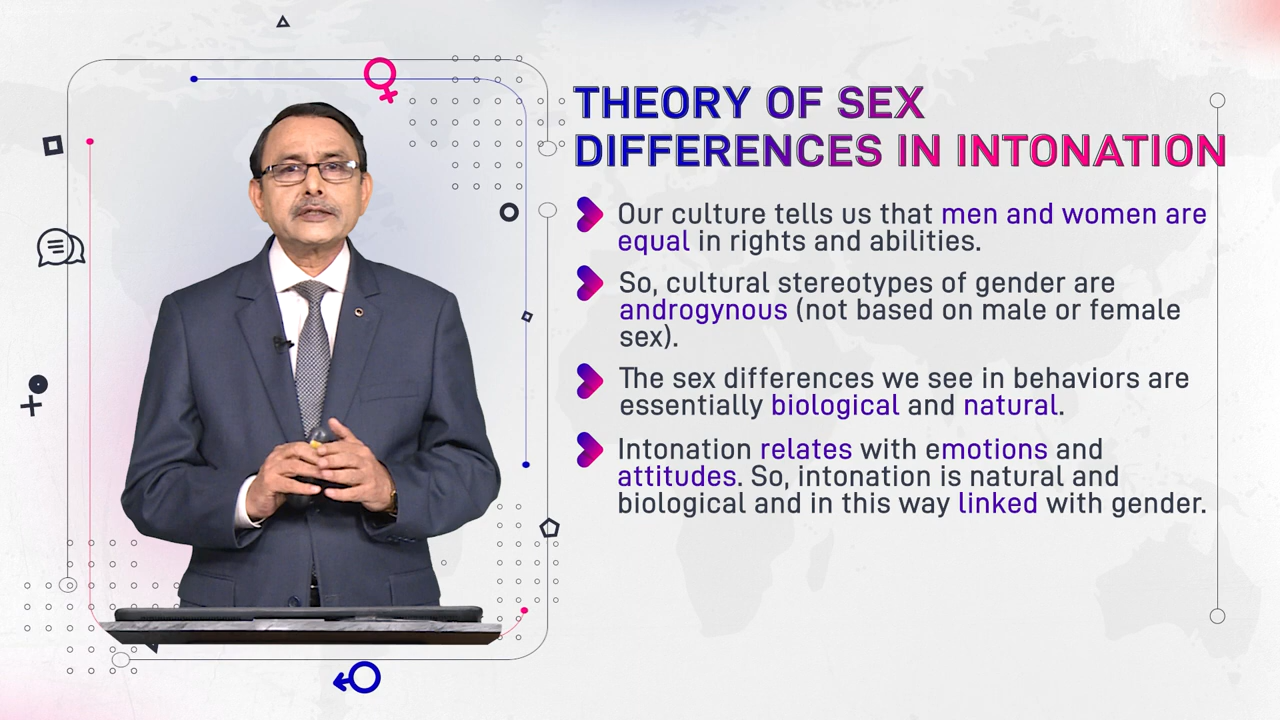 THEORY OF SEX
DIFFERENCES IN INTONATION
Our culture tells us that men and women are
equal in rights and abilities.
So, cultural stereotypes of gender are
androgynous (not based on male or female
sex).
The sex differences we see in behaviors are
essentially biological and natural.
Intonation relates with emotions and
attitudes. So, intonation is natural and
biological and in this way linked with gender.